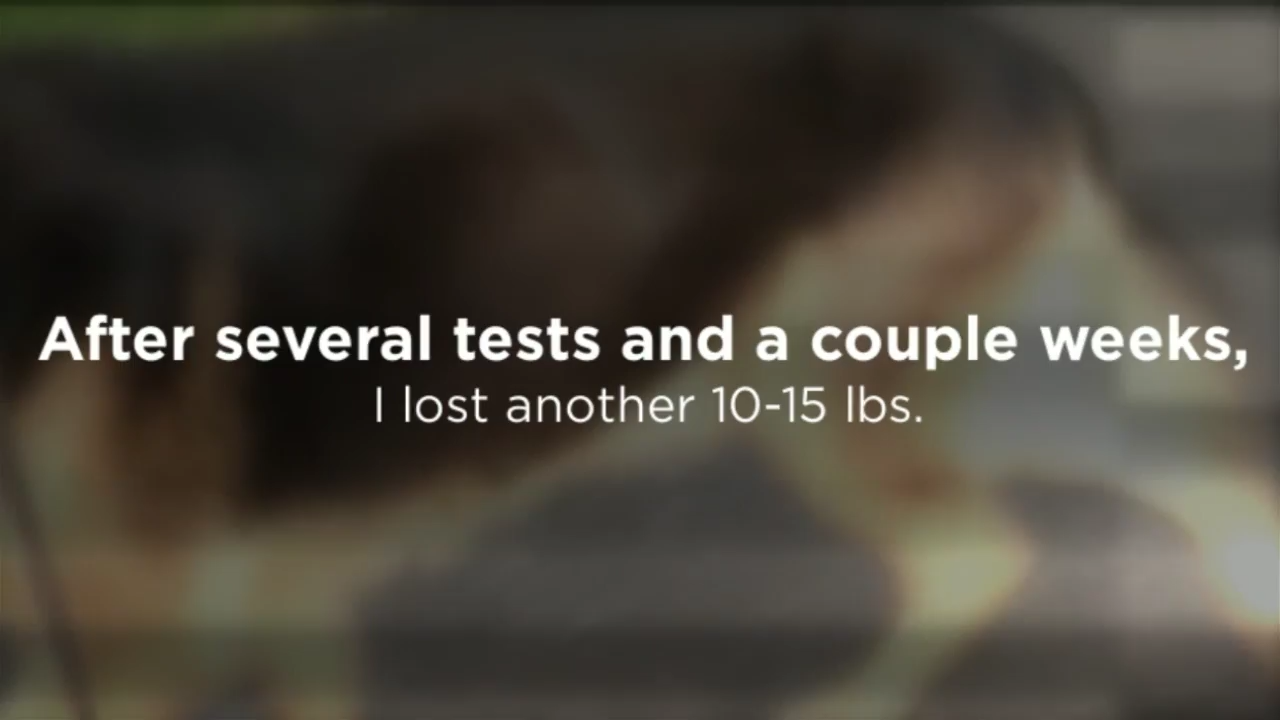 After several tests and a couple weeks,
I lost another 10-15 lbs.